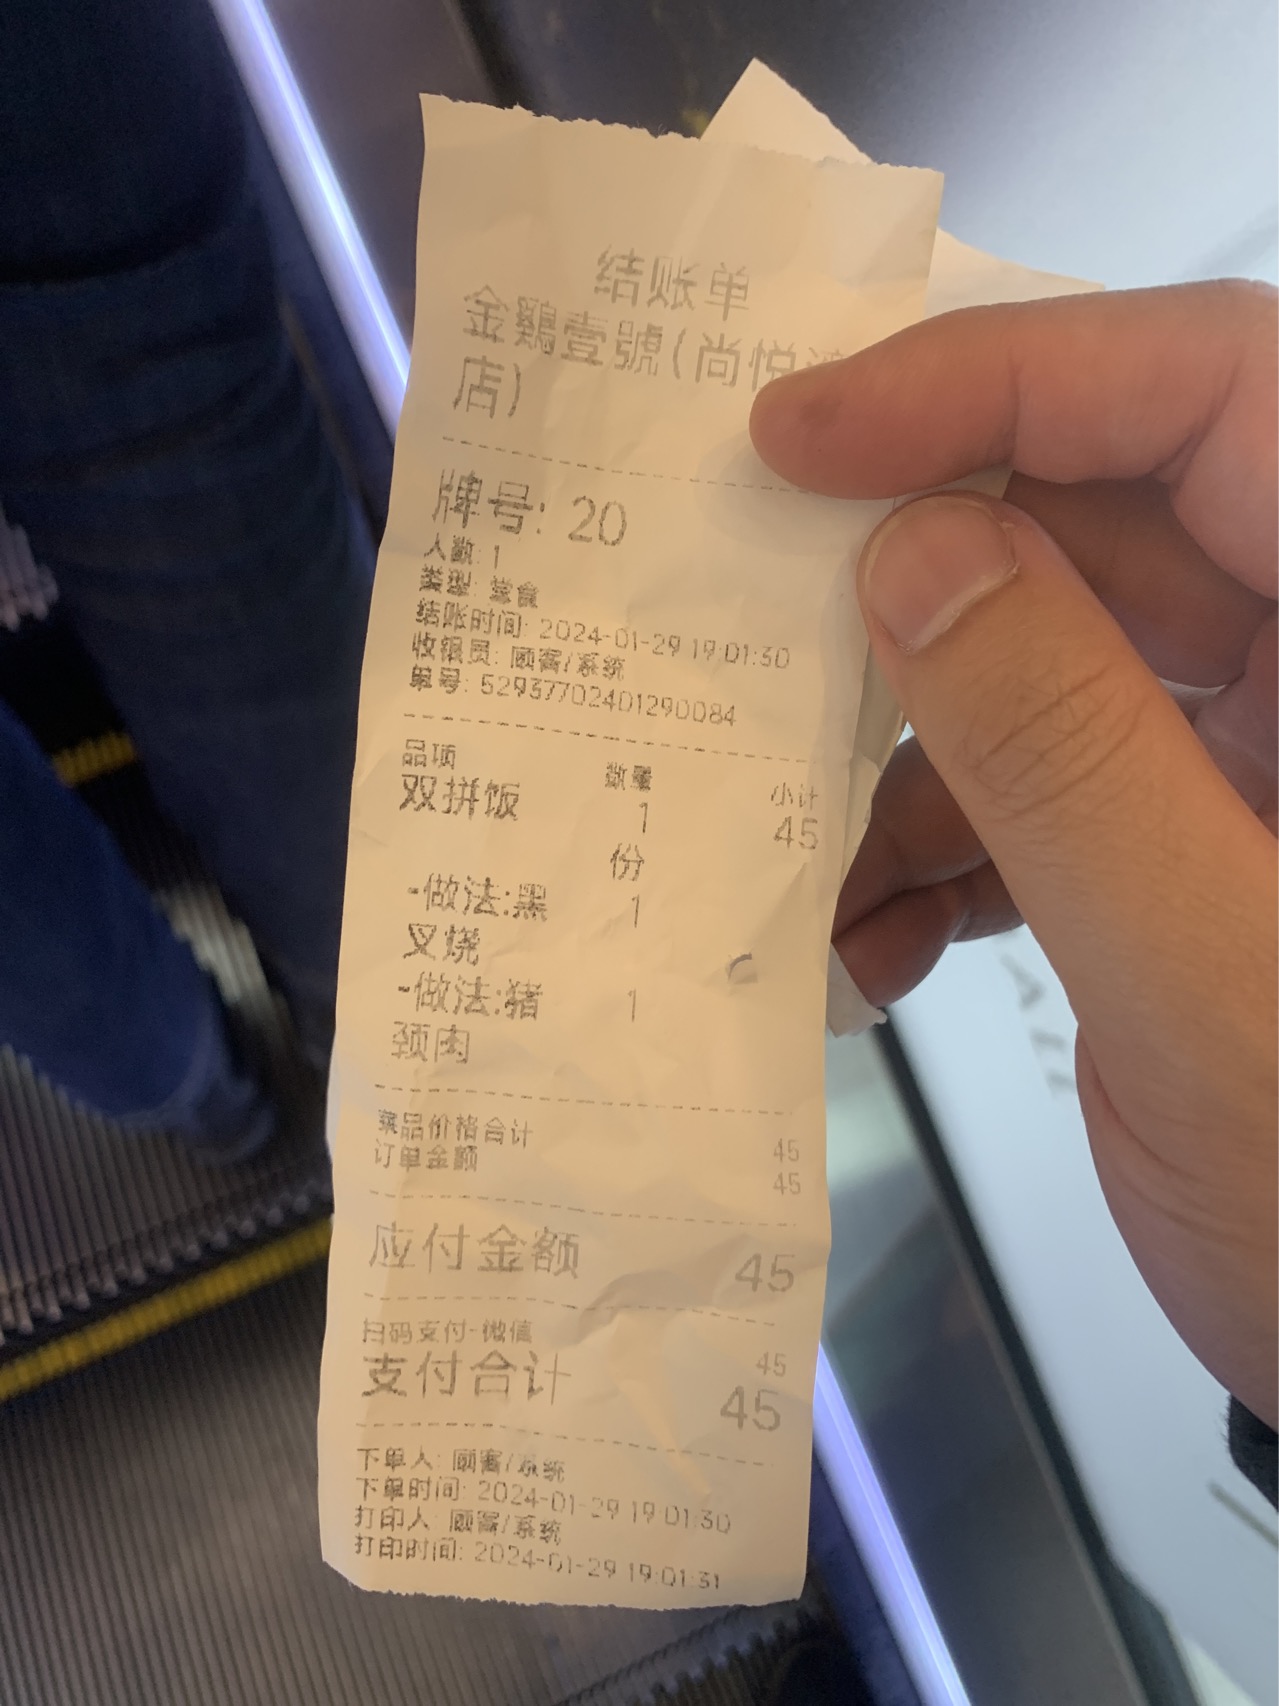 结账单
金鷄壹號(尚悦
店)
牌号: 20
人数: 1
类型: 堂食
结账时间: 2024-01-29 19:01:30
收银员: 顾客/系统
单号: 52937702401290084
品项 数量 小计
双拼饭 1 45
份
-做法:黑 1
叉烧
-做法:猪 1
颈肉
菜品价格合计 45
订单金额 45
应付金额 45
扫码支付-微信 45
支付合计 45
下单人: 顾客/系统
下单时间: 2024-01-29 19:01:30
打印人: 顾客/系统
打印时间: 2024-01-29 19:01:31